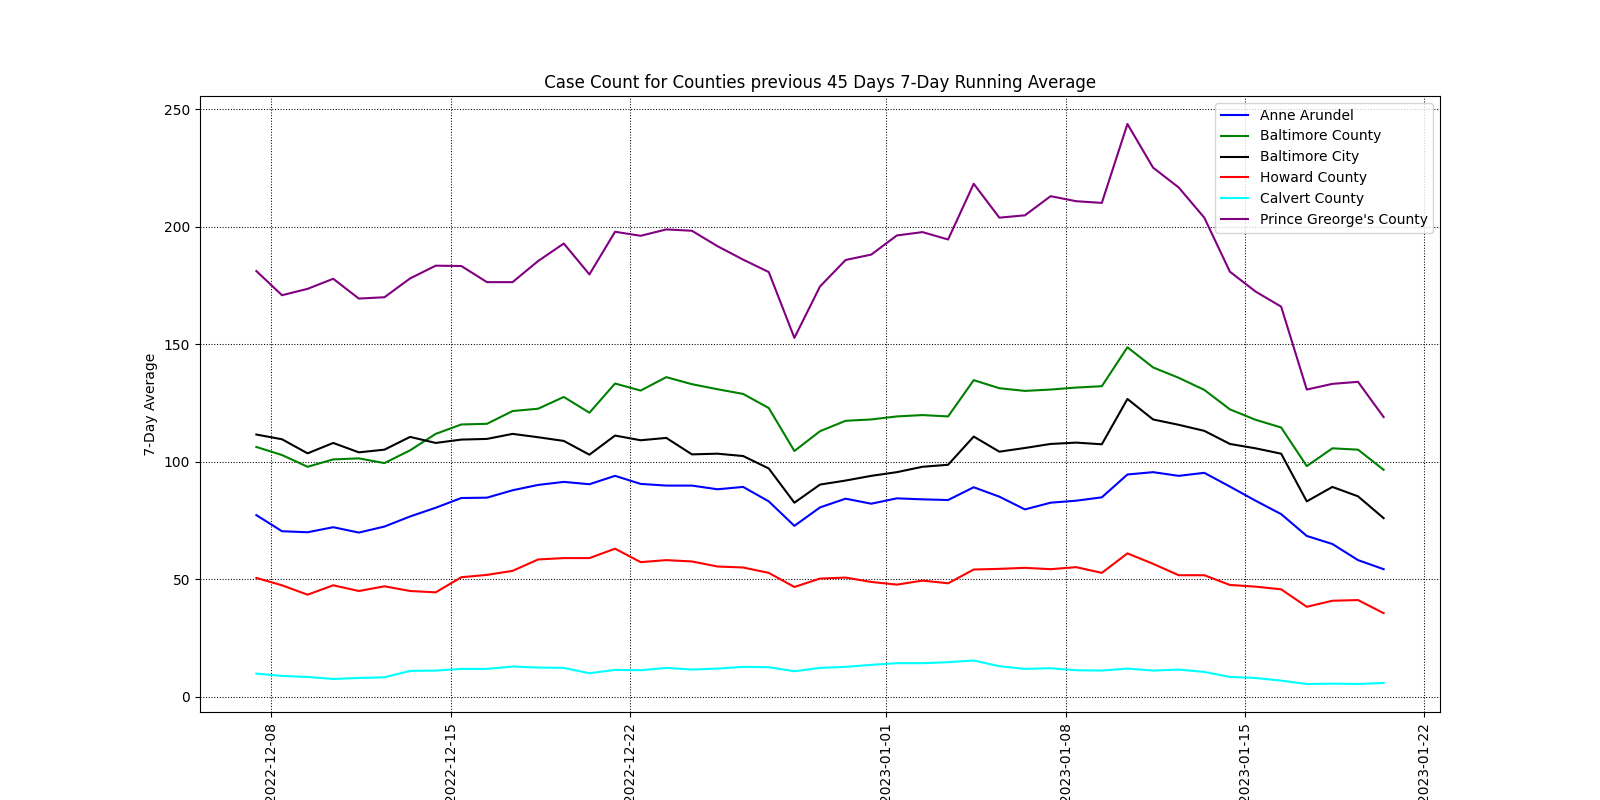 Case Count for Counties previous 45 Days 7-Day Running Average
250
200
150
100
50
0
7-Day Average
Anne Arundel
Baltimore County
Baltimore City
Howard County
Calvert County
Prince Greorge's County
2022-12-08
2022-12-15
2022-12-22
2023-01-01
2023-01-08
2023-01-15
2023-01-22